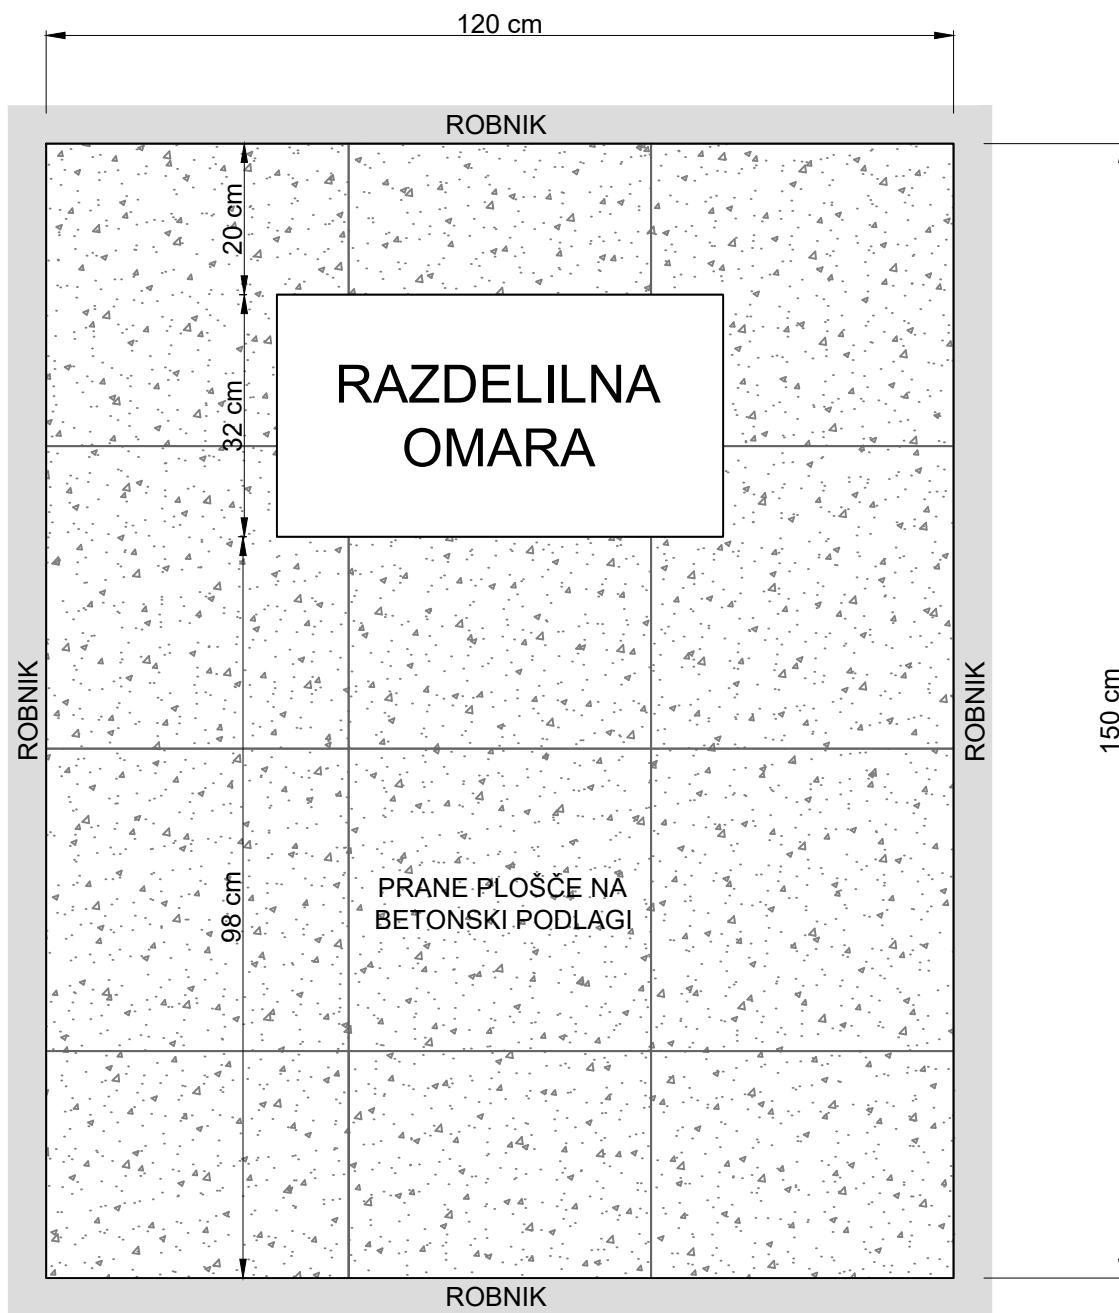 120 cm
ROBNIK
20 cm
32 cm
RAZDELILNA
OMARA
ROBNIK
ROBNIK
150 cm
98 cm
PRANE PLOŠČE NA
BETONSKI PODLAGI
ROBNIK